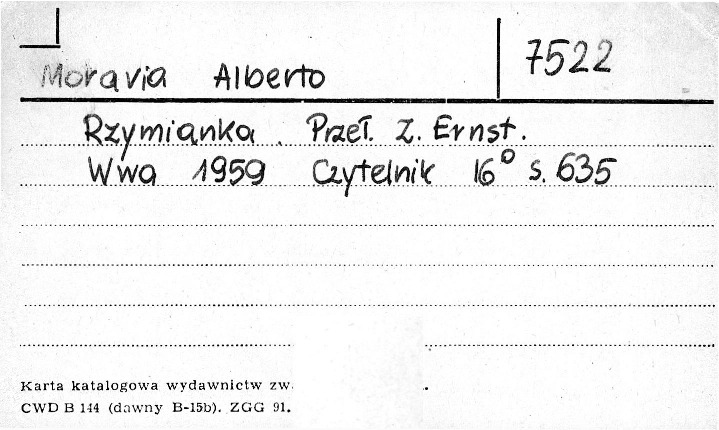 Moravia Alberto 7522
Rzymianka. Przeł. Z. Ernst.
Wwa 1959 Czytelnik 16° s. 635
Karta katalogowa wydawnictw zw.
CWD B 144 (dawny B-15b). ZGG 91.